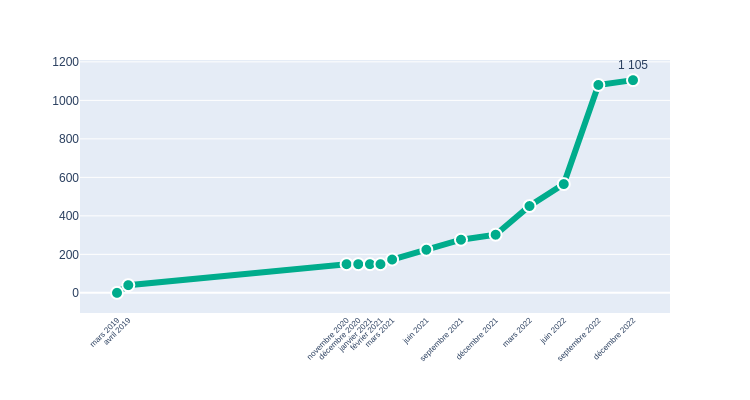 1 105
1200
1000
800
600
400
200
0
mars 2019
avril 2019
novembre 2020
décembre 2020
janvier 2021
février 2021
mars 2021
juin 2021
septembre 2021
décembre 2021
mars 2022
juin 2022
septembre 2022
décembre 2022